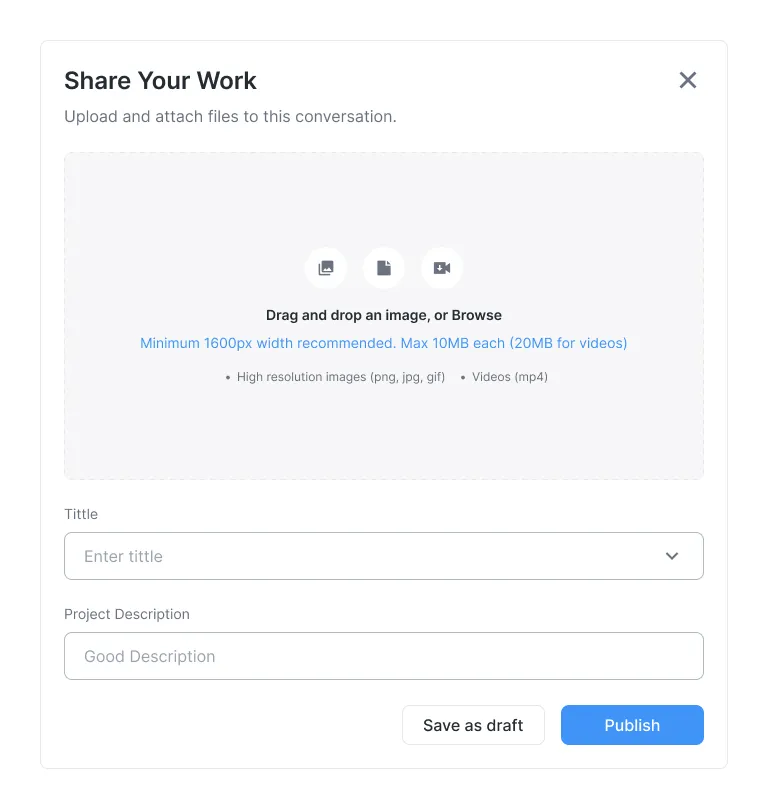 Share Your Work
Upload and attach files to this conversation.
Drag and drop an image, or Browse
Minimum 1600px width recommended. Max 10MB each (20MB for videos)
• High resolution images (png, jpg, gif) • Videos (mp4)
Tittle
Enter tittle
Project Description
Good Description
Save as draft Publish